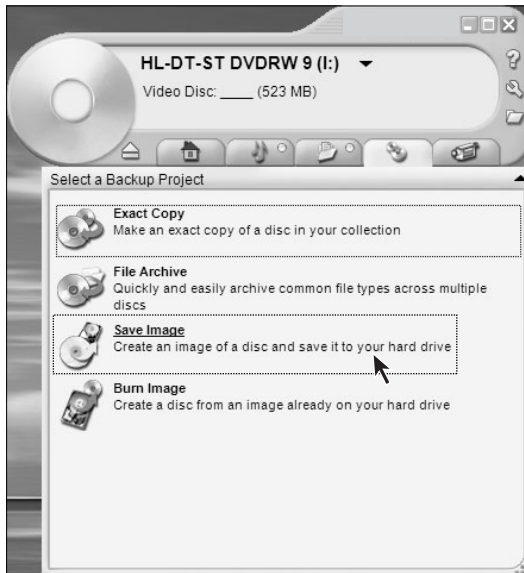 HL-DT-ST DVDRW 9 (I:)
Video Disc: ____ (523 MB)
Select a Backup Project
Exact Copy
Make an exact copy of a disc in your collection
File Archive
Quickly and easily archive common file types across multiple
discs
Save Image
Create an image of a disc and save it to your hard drive
Burn Image
Create a disc from an image already on your hard drive